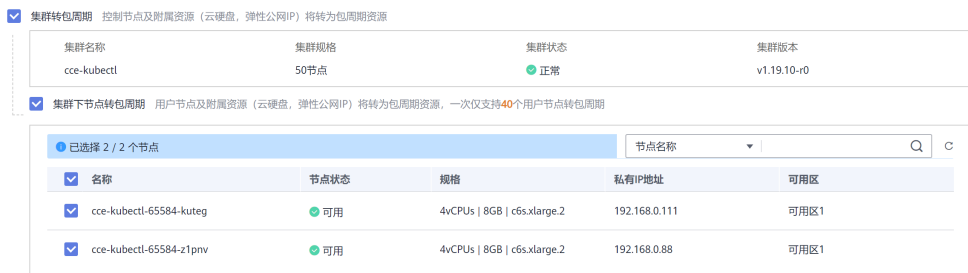 集群转包周期 控制节点及附属资源（云硬盘，弹性公网IP）将转为包周期资源
集群名称 集群规格 集群状态 集群版本
cce-kubectl 50节点 正常 v1.19.10-r0
集群下节点转包周期 用户节点及附属资源（云硬盘，弹性公网IP）将转为包周期资源，一次仅支持40个用户节点转包周期
已选择 2 / 2 个节点 节点名称
名称 节点状态 规格 私有IP地址 可用区
cce-kubectl-65584-kuteg 可用 4vCPUs | 8GB | c6s.xlarge.2 192.168.0.111 可用区1
cce-kubectl-65584-z1pnv 可用 4vCPUs | 8GB | c6s.xlarge.2 192.168.0.88 可用区1